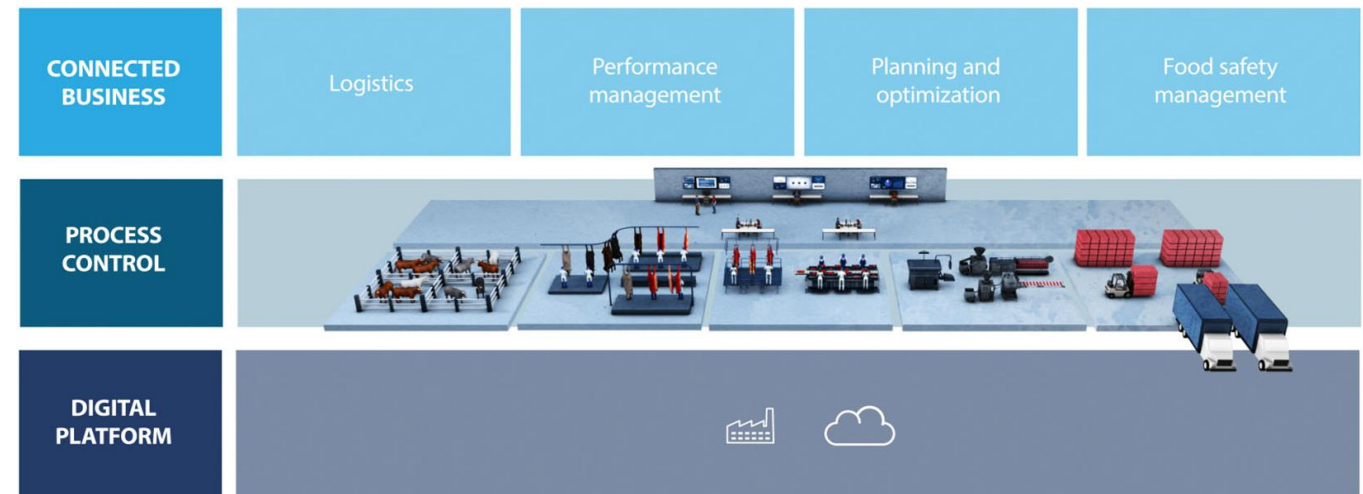 CONNECTED
BUSINESS
Logistics
Performance
management
Planning and
optimization
Food safety
management
PROCESS
CONTROL
DIGITAL
PLATFORM